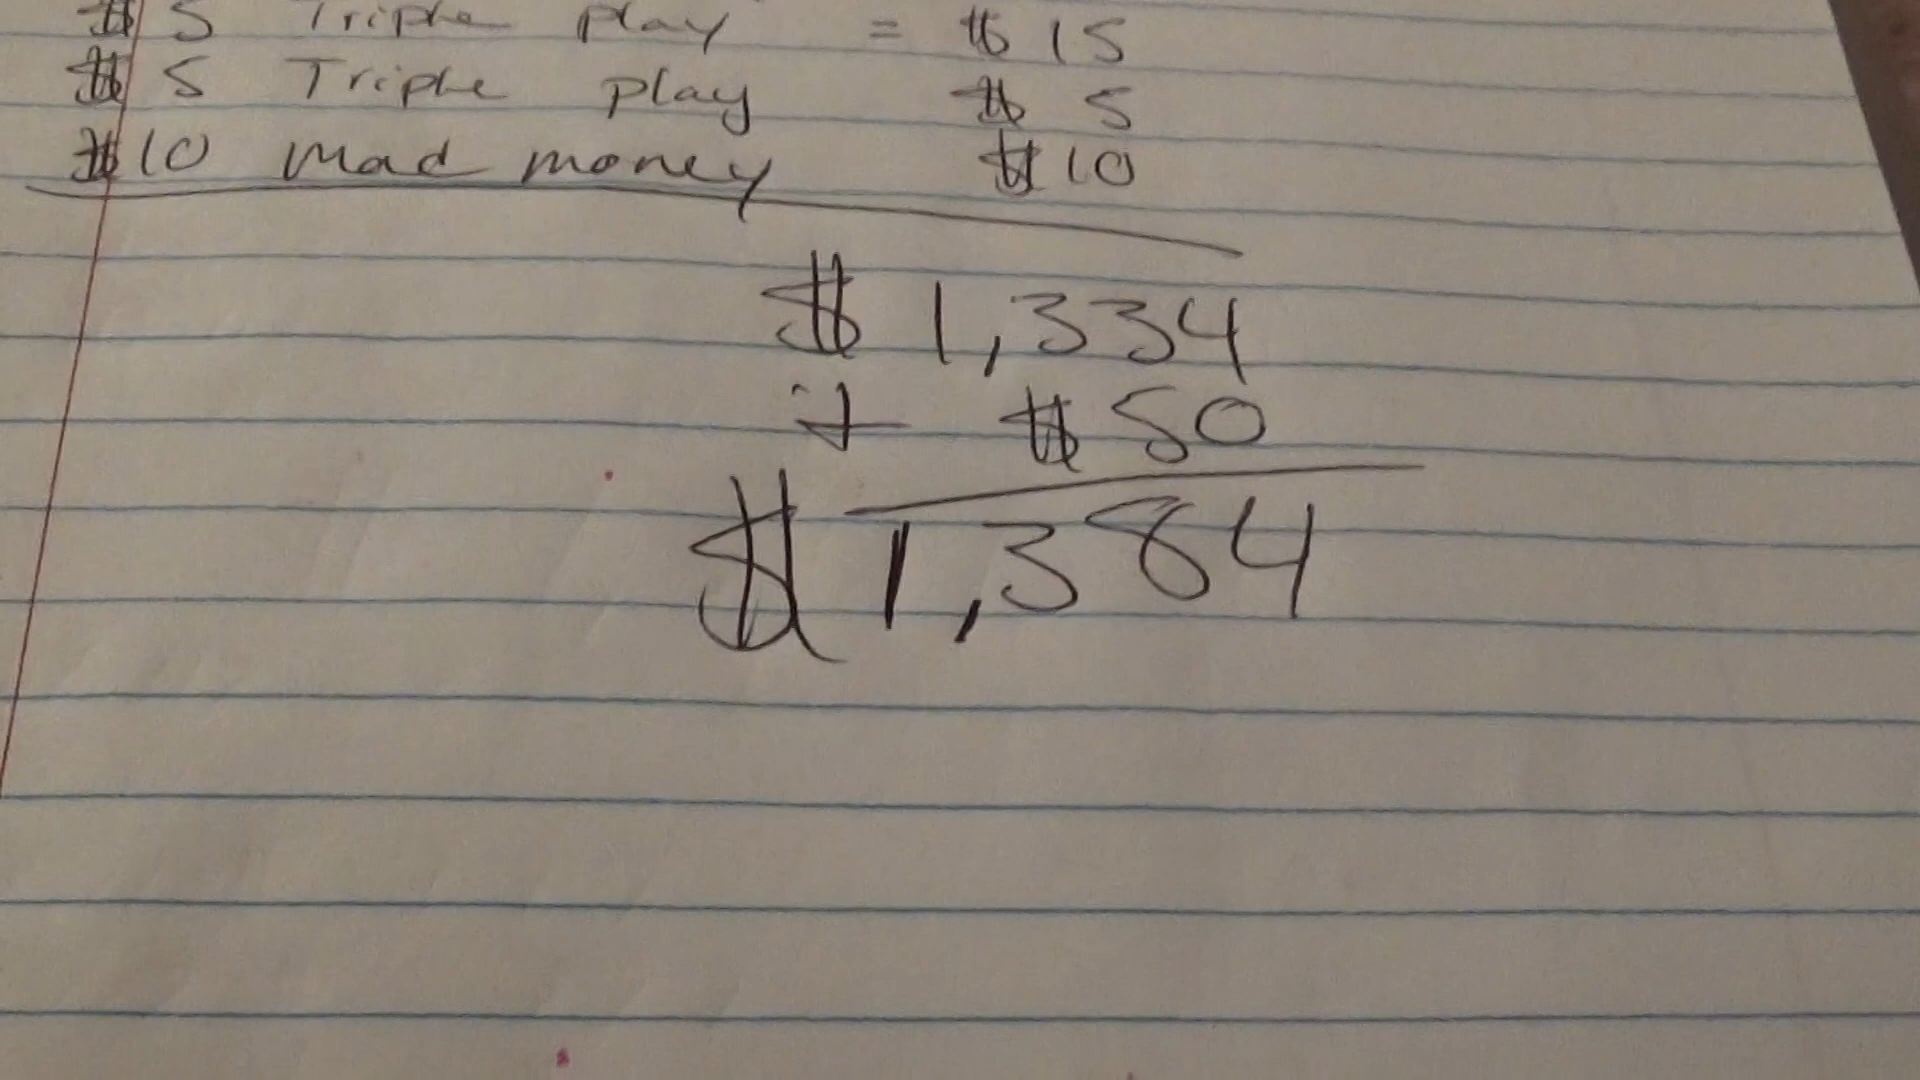 $5 Triple play = $15
$5 Triple play $5
$10 mad money $10
$1,334
+ $50
$1,384